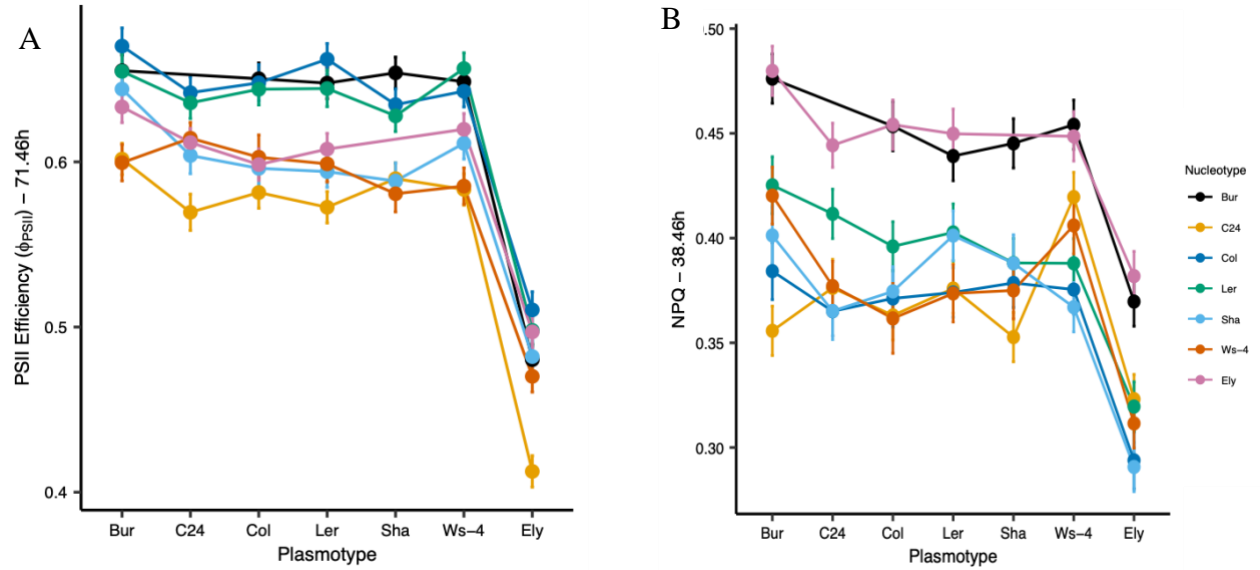 A
PSII Efficiency (ϕPSII) – 71.46h
0.6
0.5
0.4
Bur C24 Col Ler Sha Ws−4 Ely
Plasmotype
B
NPQ – 38.46h
.50
0.45
0.40
0.35
0.30
Bur C24 Col Ler Sha Ws−4 Ely
Plasmotype
Nucleotype
Bur
C24
Col
Ler
Sha
Ws−4
Ely